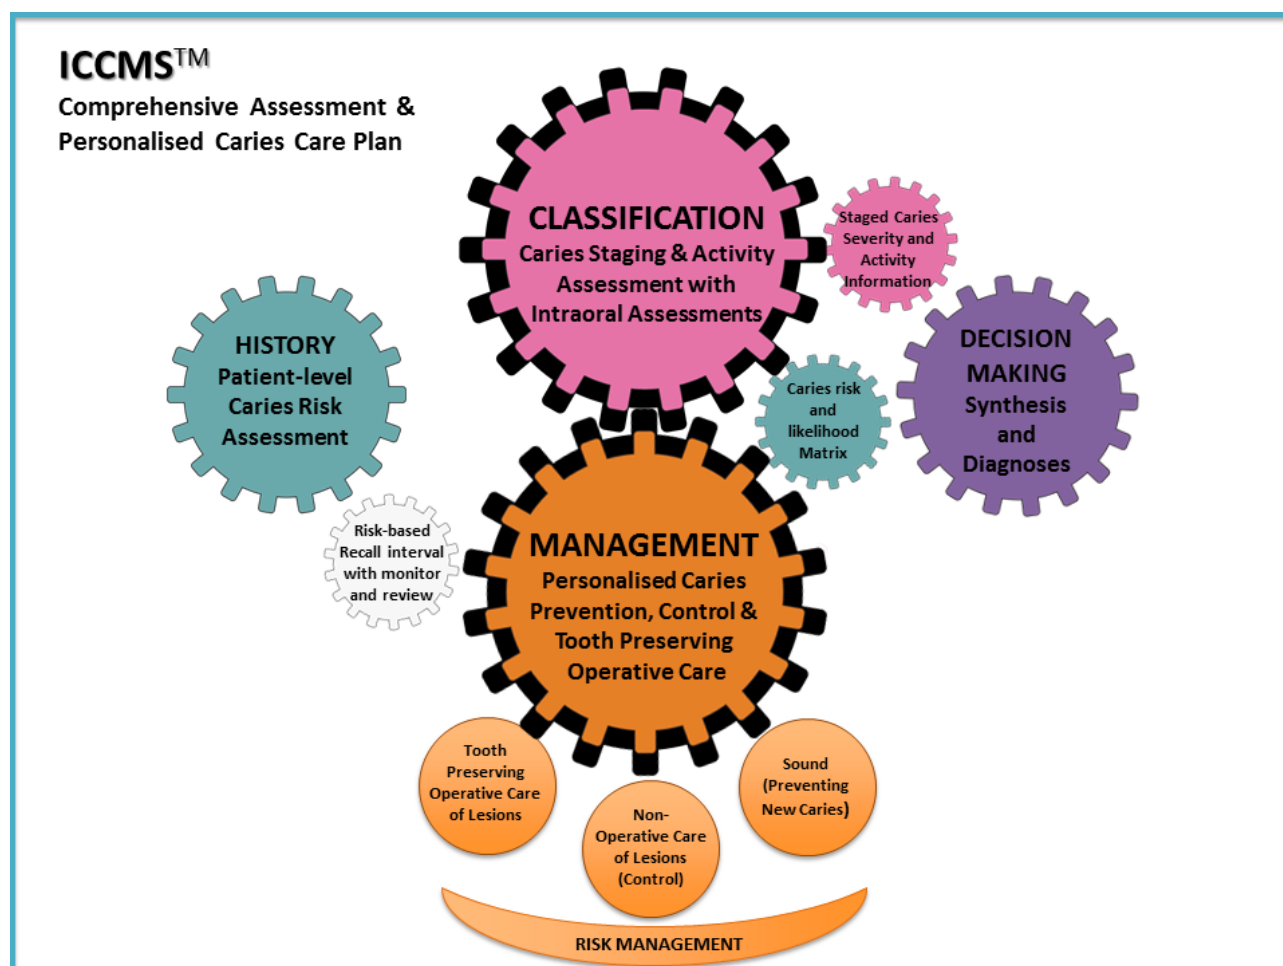 ICCMS™
Comprehensive Assessment &
Personalised Caries Care Plan
CLASSIFICATION
Caries Staging & Activity
Assessment with
Intraoral Assessments
Staged Caries
Severity and
Activity
Information
HISTORY
Patient-level
Caries Risk
Assessment
DECISION
MAKING
Synthesis
and
Diagnoses
Caries risk
and
likelihood
Matrix
Risk-based
Recall interval
with monitor
and review
MANAGEMENT
Personalised Caries
Prevention, Control &
Tooth Preserving
Operative Care
Tooth
Preserving
Operative Care
of Lesions
Non-
Operative Care
of Lesions
(Control)
Sound
(Preventing
New Caries)
RISK MANAGEMENT